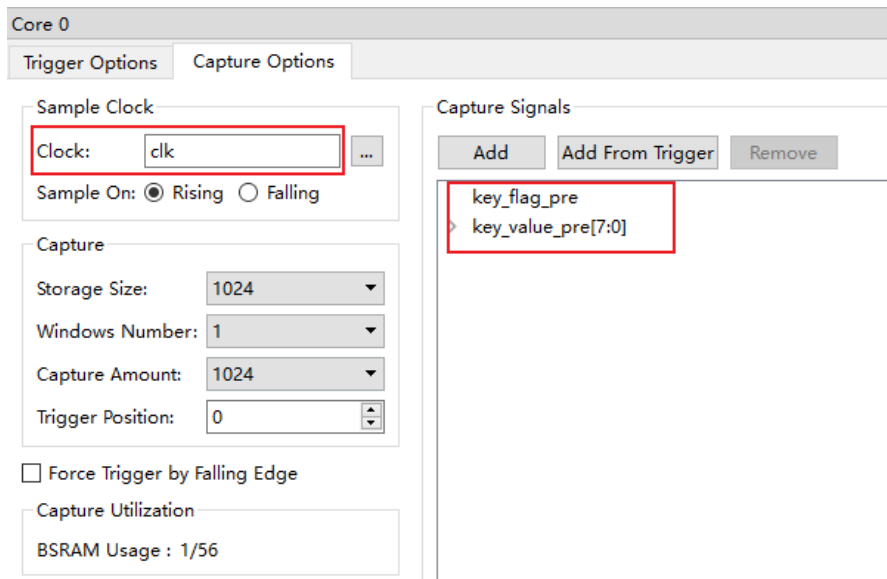 Core 0
Trigger Options
Capture Options
Sample Clock
Clock:
clk
...
Sample On:
Rising
Falling
Capture
Storage Size:
1024
Windows Number:
1
Capture Amount:
1024
Trigger Position:
0
Force Trigger by Falling Edge
Capture Utilization
BSRAM Usage : 1/56
Capture Signals
Add
Add From Trigger
Remove
key_flag_pre
key_value_pre[7:0]